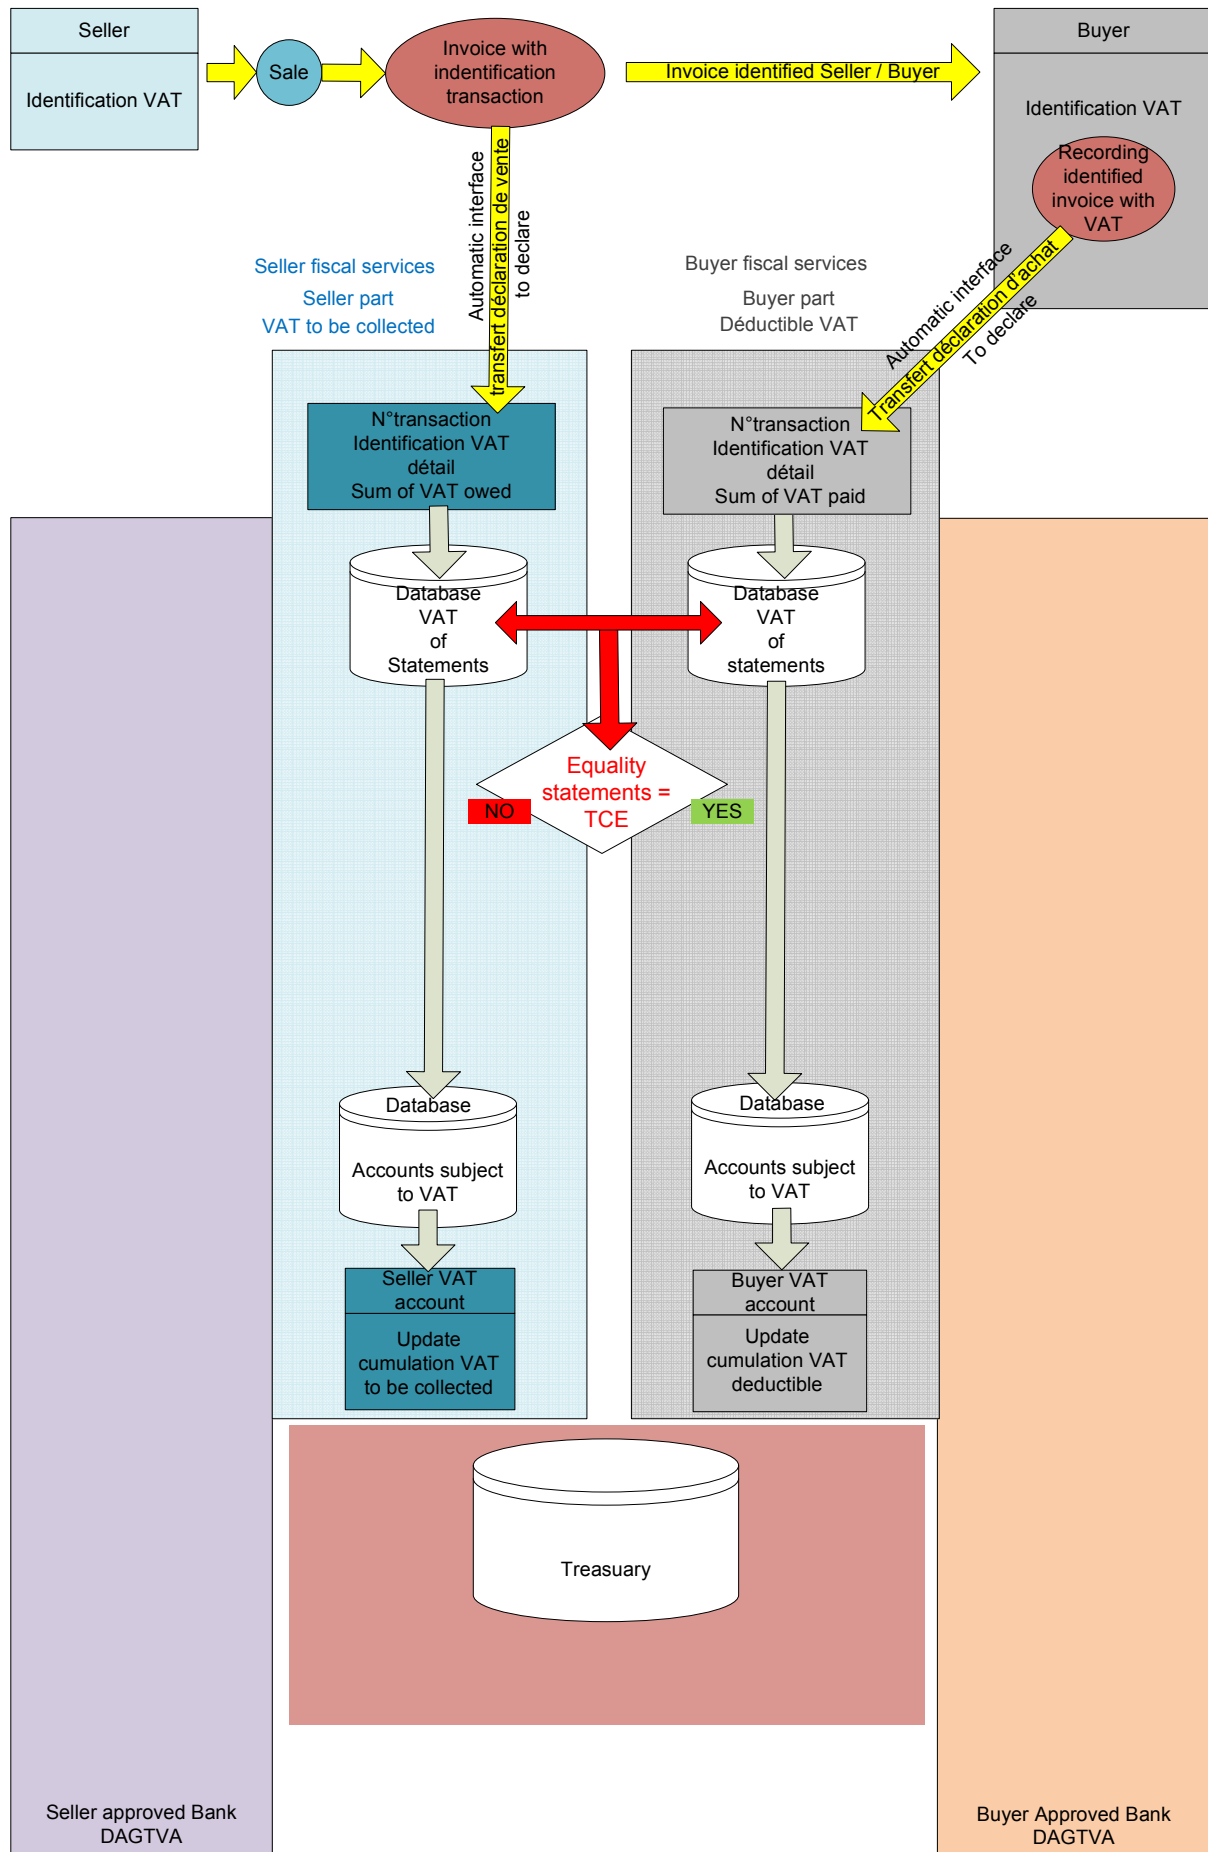 Seller
Identification VAT
Sale
Invoice with
indentification
transaction
Invoice identified Seller / Buyer
Buyer
Identification VAT
Recording
identified
invoice with
VAT
Automatic interface
transfert déclaration de vente
to declare
Automatic interface
Transfert déclaration d'achat
To declare
Seller fiscal services
Seller part
VAT to be collected
Buyer fiscal services
Buyer part
Déductible VAT
N°transaction
Identification VAT
détail
Sum of VAT owed
N°transaction
Identification VAT
détail
Sum of VAT paid
Database
VAT
of
Statements
Database
VAT
of
statements
Equality
statements =
TCE
NO
YES
Database
Accounts subject
to VAT
Database
Accounts subject
to VAT
Seller VAT
account
Update
cumulation VAT
to be collected
Buyer VAT
account
Update
cumulation VAT
deductible
Treasuary
Seller approved Bank
DAGTVA
Buyer Approved Bank
DAGTVA